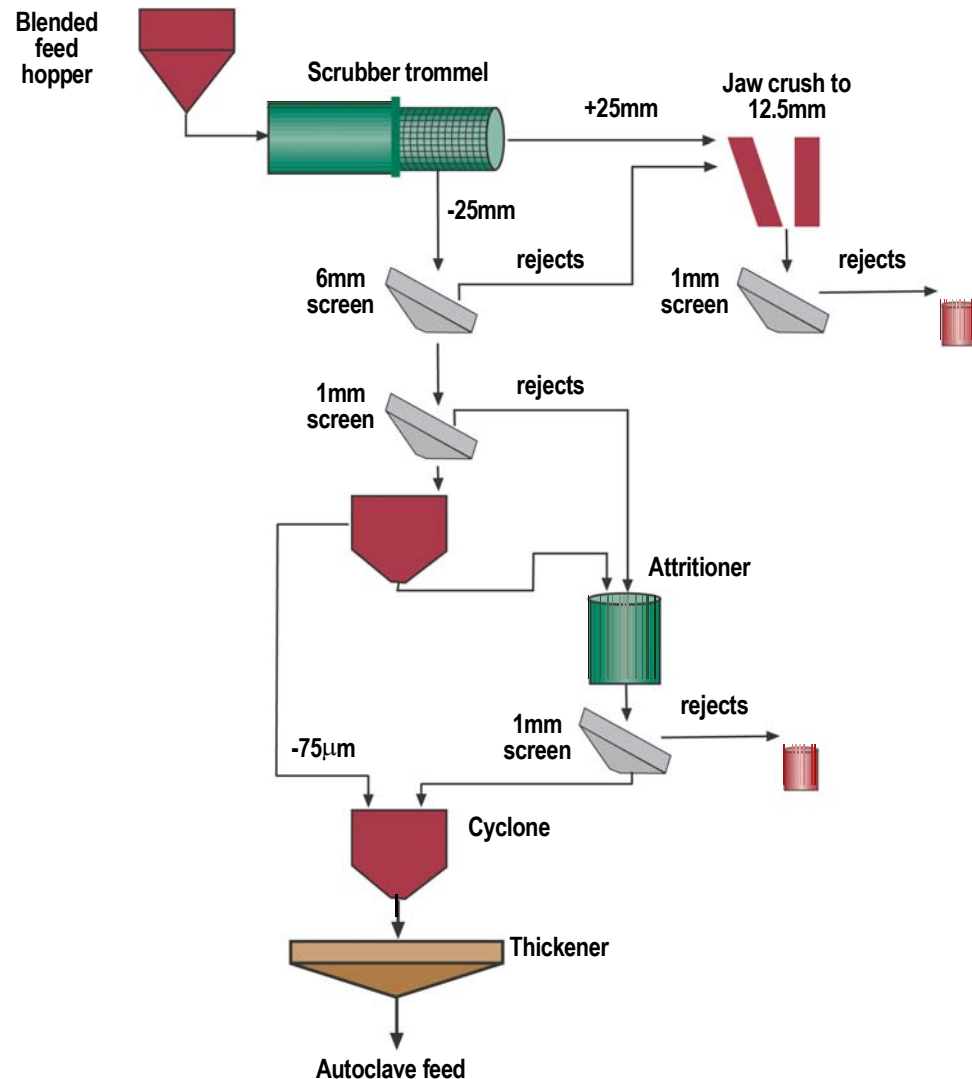 Blended
feed
hopper
Scrubber trommel
+25mm
Jaw crush to
12.5mm
-25mm
6mm
screen
rejects
1mm
screen
rejects
1mm
screen
rejects
Attritioner
-75μm
1mm
screen
rejects
Cyclone
Thickener
Autoclave feed